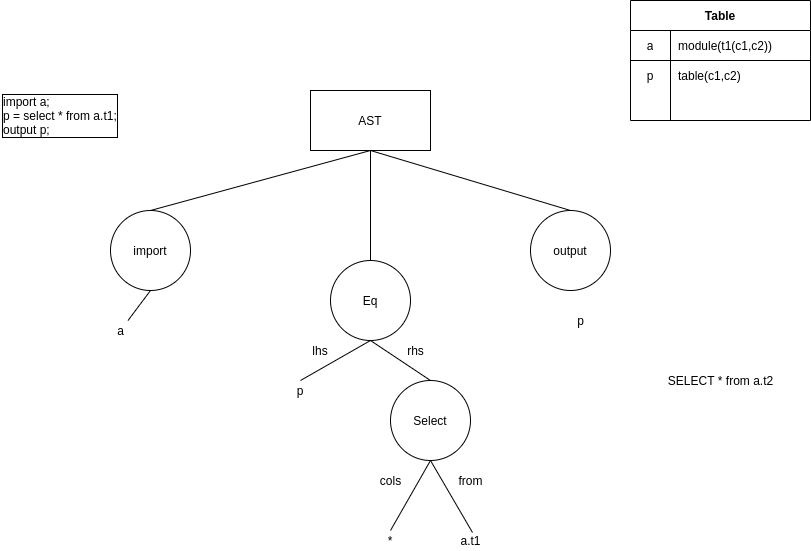 Table
a module(t1(c1,c2))
p table(c1,c2)
import a;
p = select * from a.t1;
output p;
AST
import
output
Eq
a
p
lhs
rhs
p
SELECT * from a.t2
Select
cols
from
*
a.t1